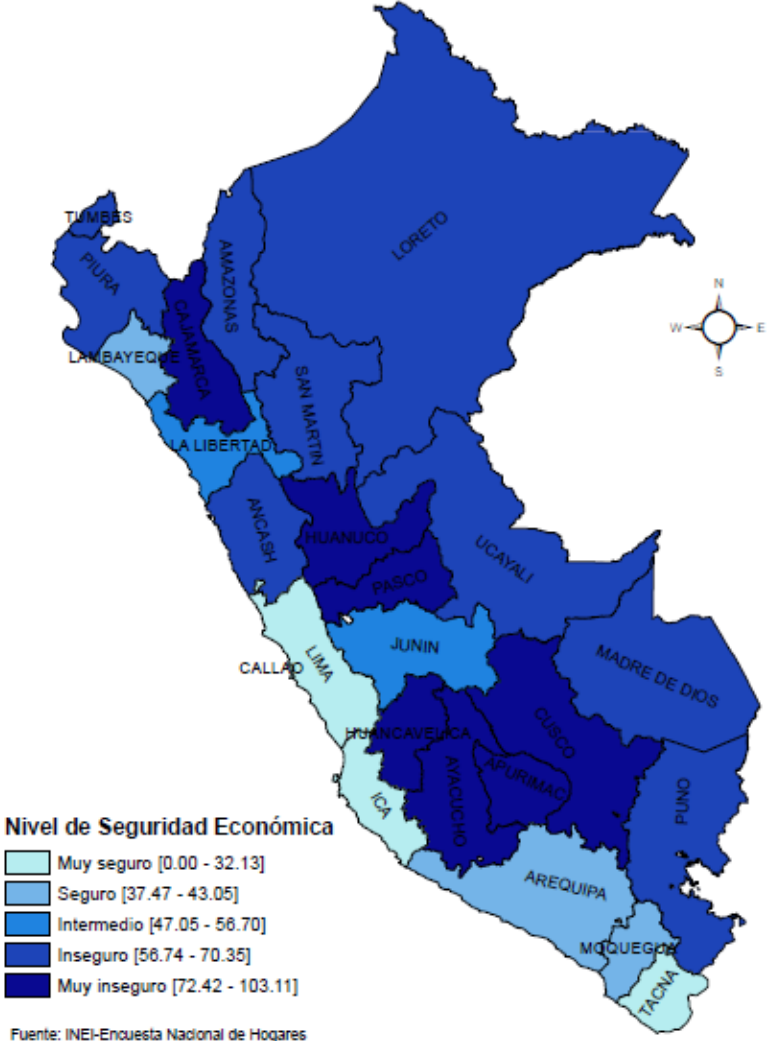 TUMBES
PIURA
AMAZONAS
LORETO
CAJAMARCA
LAMBAYEQUE
SAN MARTIN
LA LIBERTAD
ANCASH
HUANUCO
UCAYALI
PASCO
JUNIN
LIMA
CALLAO
MADRE DE DIOS
CUSCO
HUANCAVELICA
AYACUCHO
APURIMAC
ICA
PUNO
AREQUIPA
MOQUEGUA
TACNA
N
W
E
S
Nivel de Seguridad Económica
Muy seguro [0.00 - 32.13]
Seguro [37.47 - 43.05]
Intermedio [47.05 - 56.70]
Inseguro [56.74 - 70.35]
Muy inseguro [72.42 - 103.11]
Fuente: INEI-Encuesta Nacional de Hogares